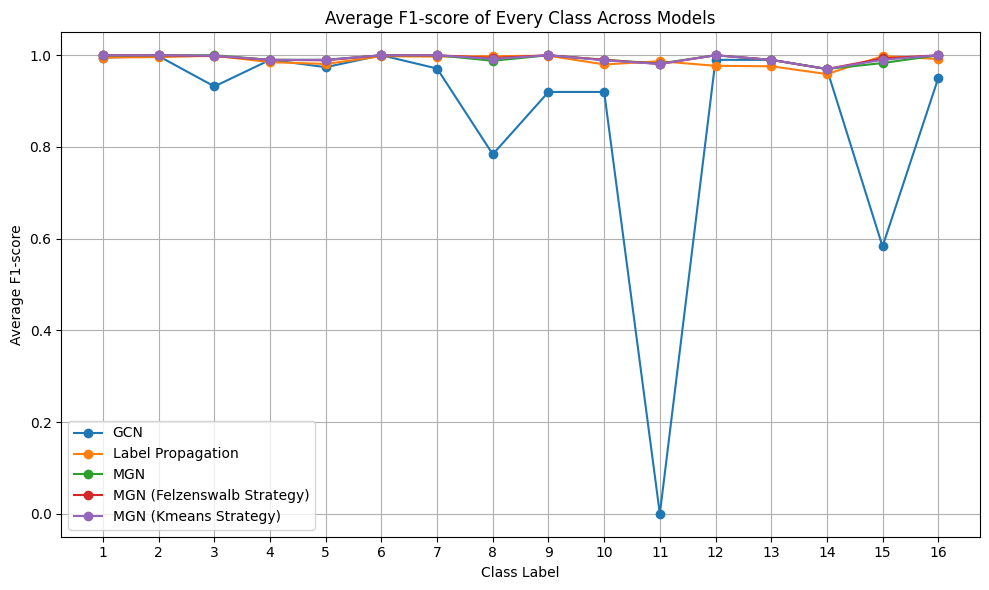 Average F1-score of Every Class Across Models
Average F1-score
1.0
0.8
0.6
0.4
0.2
0.0
GCN
Label Propagation
MGN
MGN (Felzenswalb Strategy)
MGN (Kmeans Strategy)
1 2 3 4 5 6 7 8 9 10 11 12 13 14 15 16
Class Label